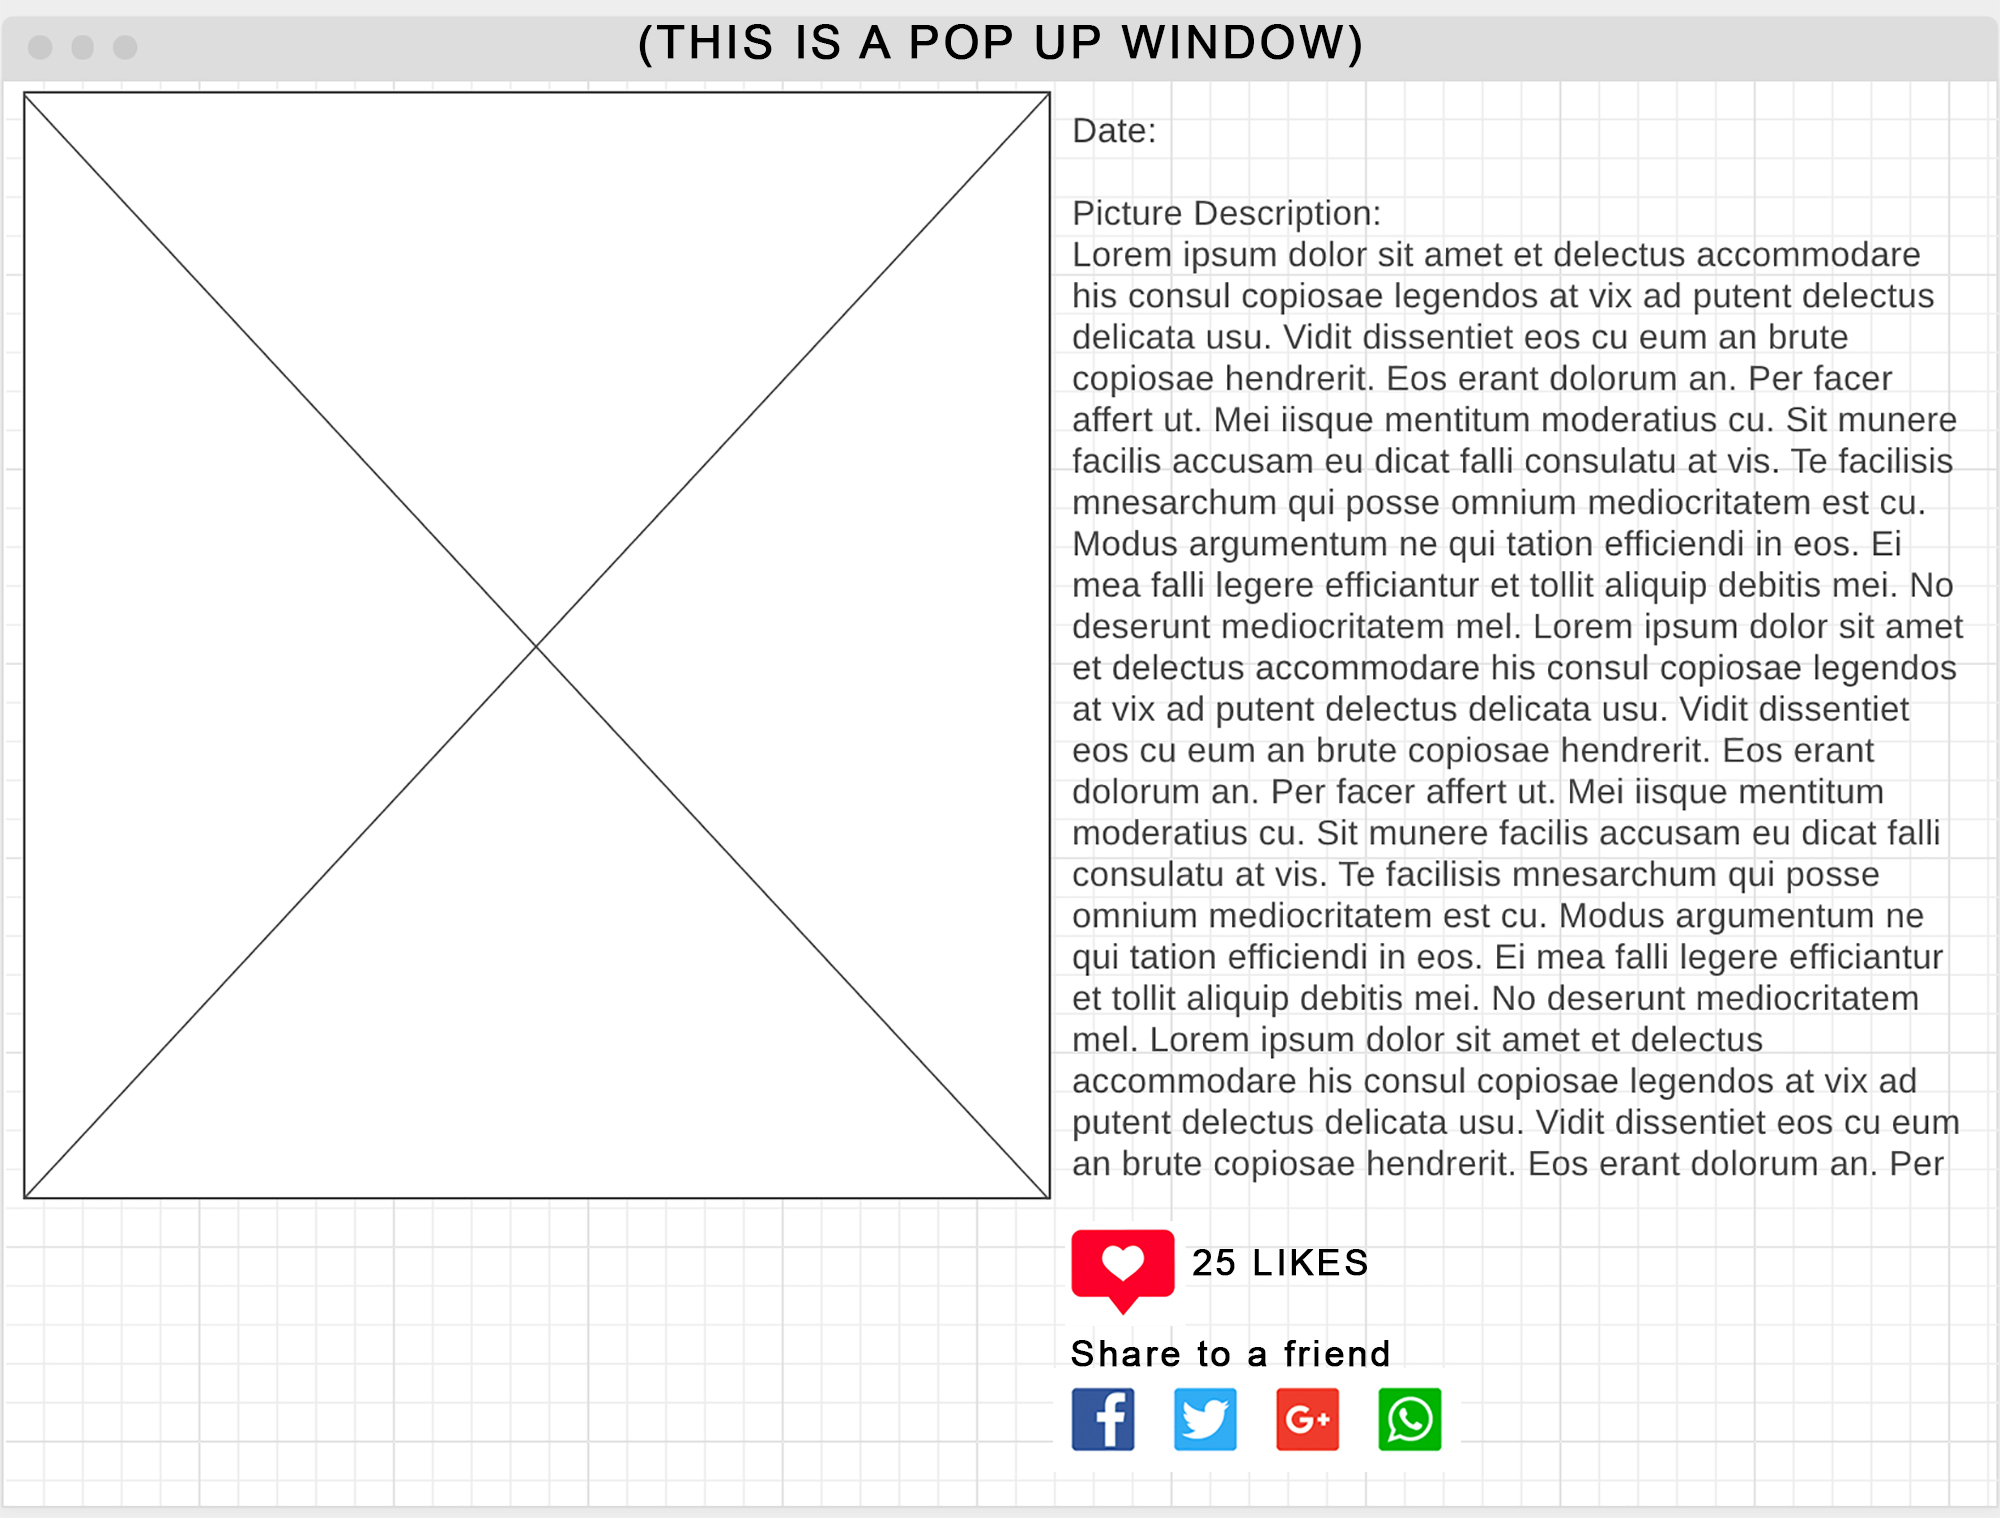 (THIS IS A POP UP WINDOW)
Date:
Picture Description:
Lorem ipsum dolor sit amet et delectus accommodare
his consul copiosae legendos at vix ad putent delectus
delicata usu. Vidit dissentiet eos cu eum an brute
copiosae hendrerit. Eos erant dolorum an. Per facer
affert ut. Mei iisque mentitum moderatius cu. Sit munere
facilis accusam eu dicat falli consulatu at vis. Te facilisis
mnesarchum qui posse omnium mediocritatem est cu.
Modus argumentum ne qui tation efficiendi in eos. Ei
mea falli legere efficiantur et tollit aliquip debitis mei. No
deserunt mediocritatem mel. Lorem ipsum dolor sit amet
et delectus accommodare his consul copiosae legendos
at vix ad putent delectus delicata usu. Vidit dissentiet
eos cu eum an brute copiosae hendrerit. Eos erant
dolorum an. Per facer affert ut. Mei iisque mentitum
moderatius cu. Sit munere facilis accusam eu dicat falli
consulatu at vis. Te facilisis mnesarchum qui posse
omnium mediocritatem est cu. Modus argumentum ne
qui tation efficiendi in eos. Ei mea falli legere efficiantur
et tollit aliquip debitis mei. No deserunt mediocritatem
mel. Lorem ipsum dolor sit amet et delectus
accommodare his consul copiosae legendos at vix ad
putent delectus delicata usu. Vidit dissentiet eos cu eum
an brute copiosae hendrerit. Eos erant dolorum an. Per
25 LIKES
Share to a friend
f G+